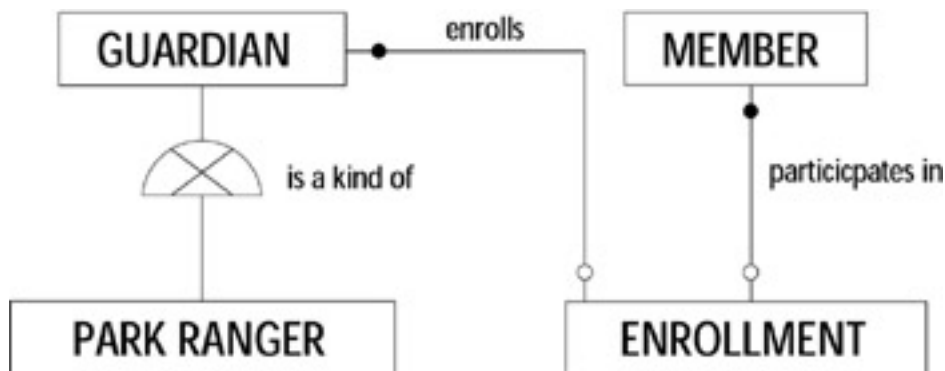 GUARDIAN
enrolls
MEMBER
is a kind of
particicpates in
PARK RANGER
ENROLLMENT